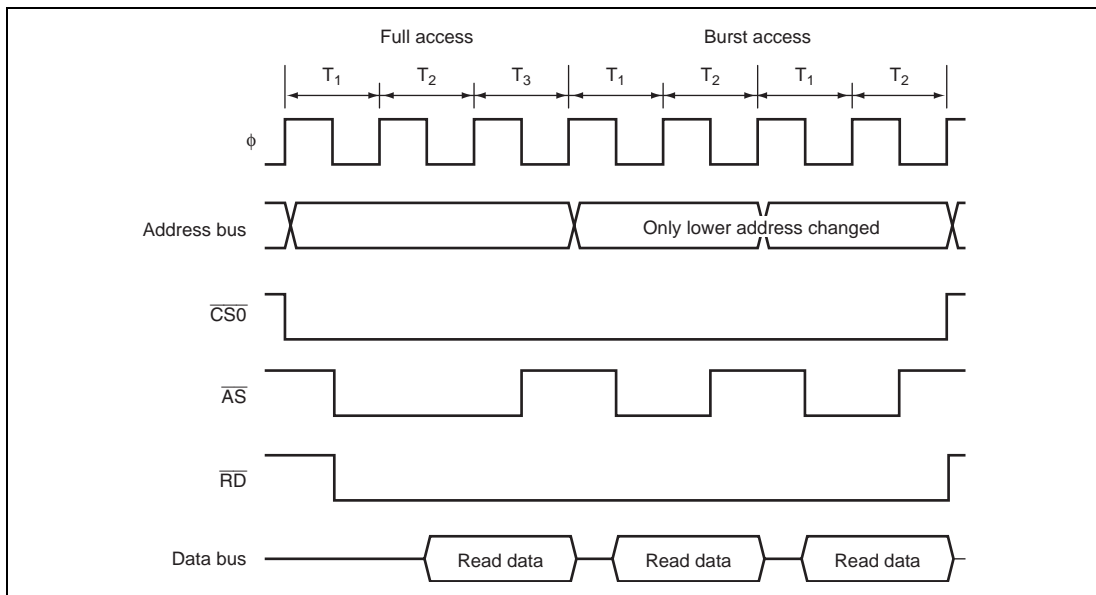 Full access Burst access
T1 T2 T3 T1 T2 T1 T2
ϕ
Address bus Only lower address changed
CS0
AS
RD
Data bus Read data Read data Read data